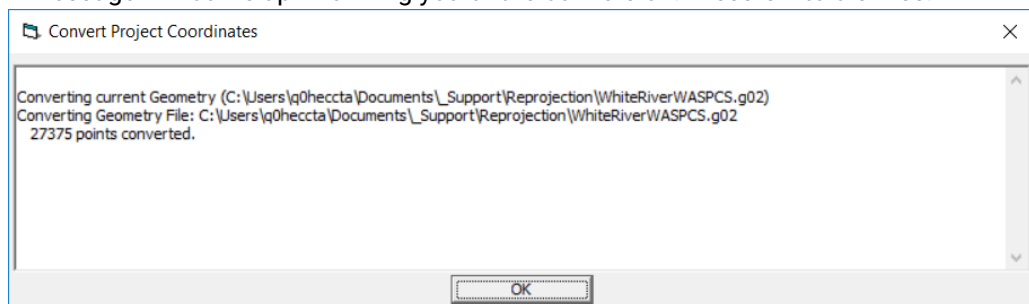 Convert Project Coordinates
Converting current Geometry (C:\Users\q0heccta\Documents\_Support\Reprojection\WhiteRiverWASPCS.g02)
Converting Geometry File: C:\Users\q0heccta\Documents\_Support\Reprojection\WhiteRiverWASPCS.g02
27375 points converted.
OK